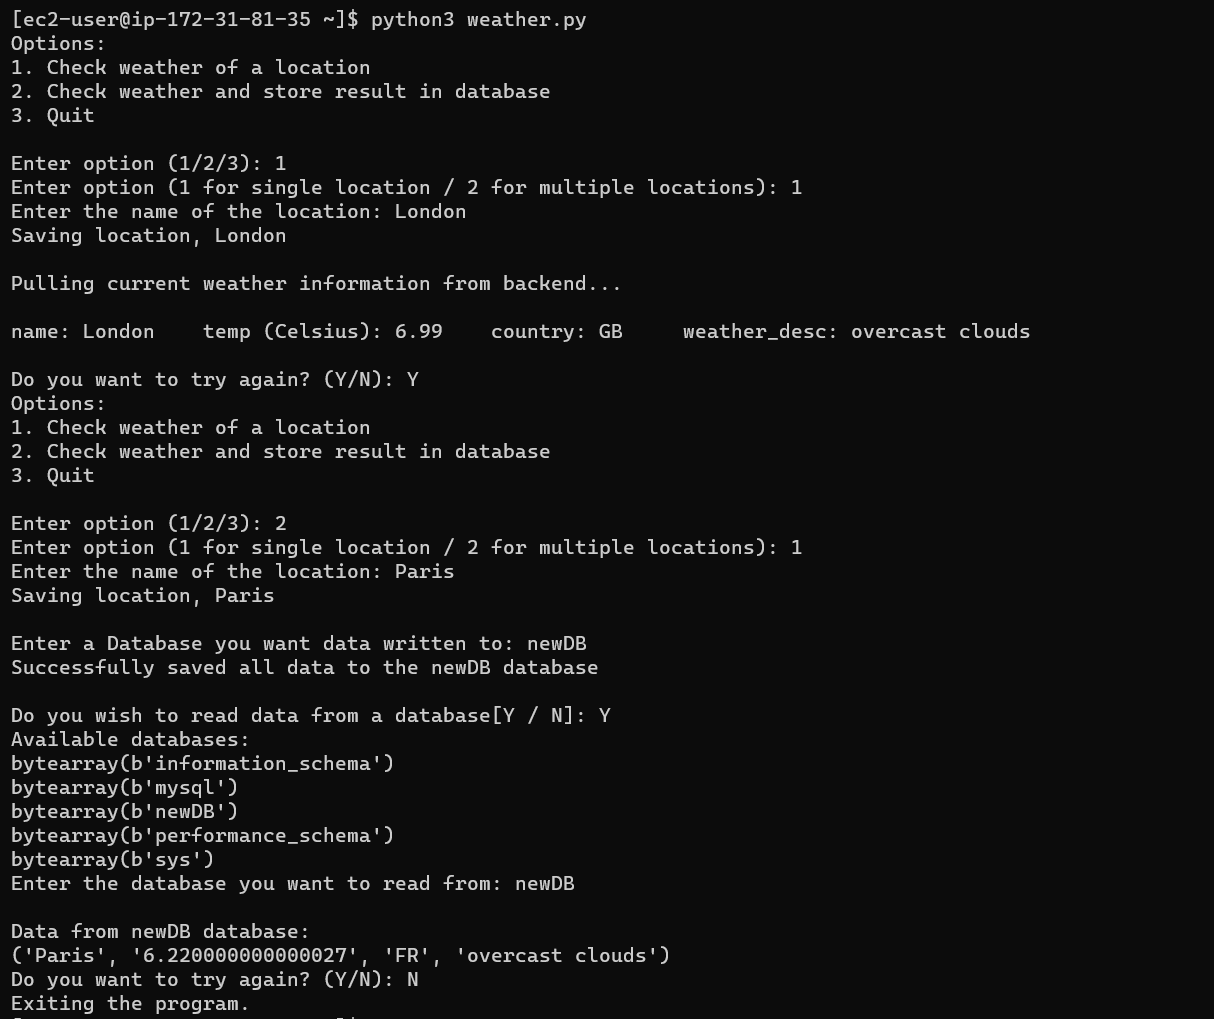 [ec2-user@ip-172-31-81-35 ~]$ python3 weather.py
Options:
1. Check weather of a location
2. Check weather and store result in database
3. Quit
Enter option (1/2/3): 1
Enter option (1 for single location / 2 for multiple locations): 1
Enter the name of the location: London
Saving location, London
Pulling current weather information from backend...
name: London    temp (Celsius): 6.99    country: GB     weather_desc: overcast clouds
Do you want to try again? (Y/N): Y
Options:
1. Check weather of a location
2. Check weather and store result in database
3. Quit
Enter option (1/2/3): 2
Enter option (1 for single location / 2 for multiple locations): 1
Enter the name of the location: Paris
Saving location, Paris
Enter a Database you want data written to: newDB
Successfully saved all data to the newDB database
Do you wish to read data from a database[Y / N]: Y
Available databases:
bytearray(b'information_schema')
bytearray(b'mysql')
bytearray(b'newDB')
bytearray(b'performance_schema')
bytearray(b'sys')
Enter the database you want to read from: newDB
Data from newDB database:
('Paris', '6.220000000000027', 'FR', 'overcast clouds')
Do you want to try again? (Y/N): N
Exiting the program.